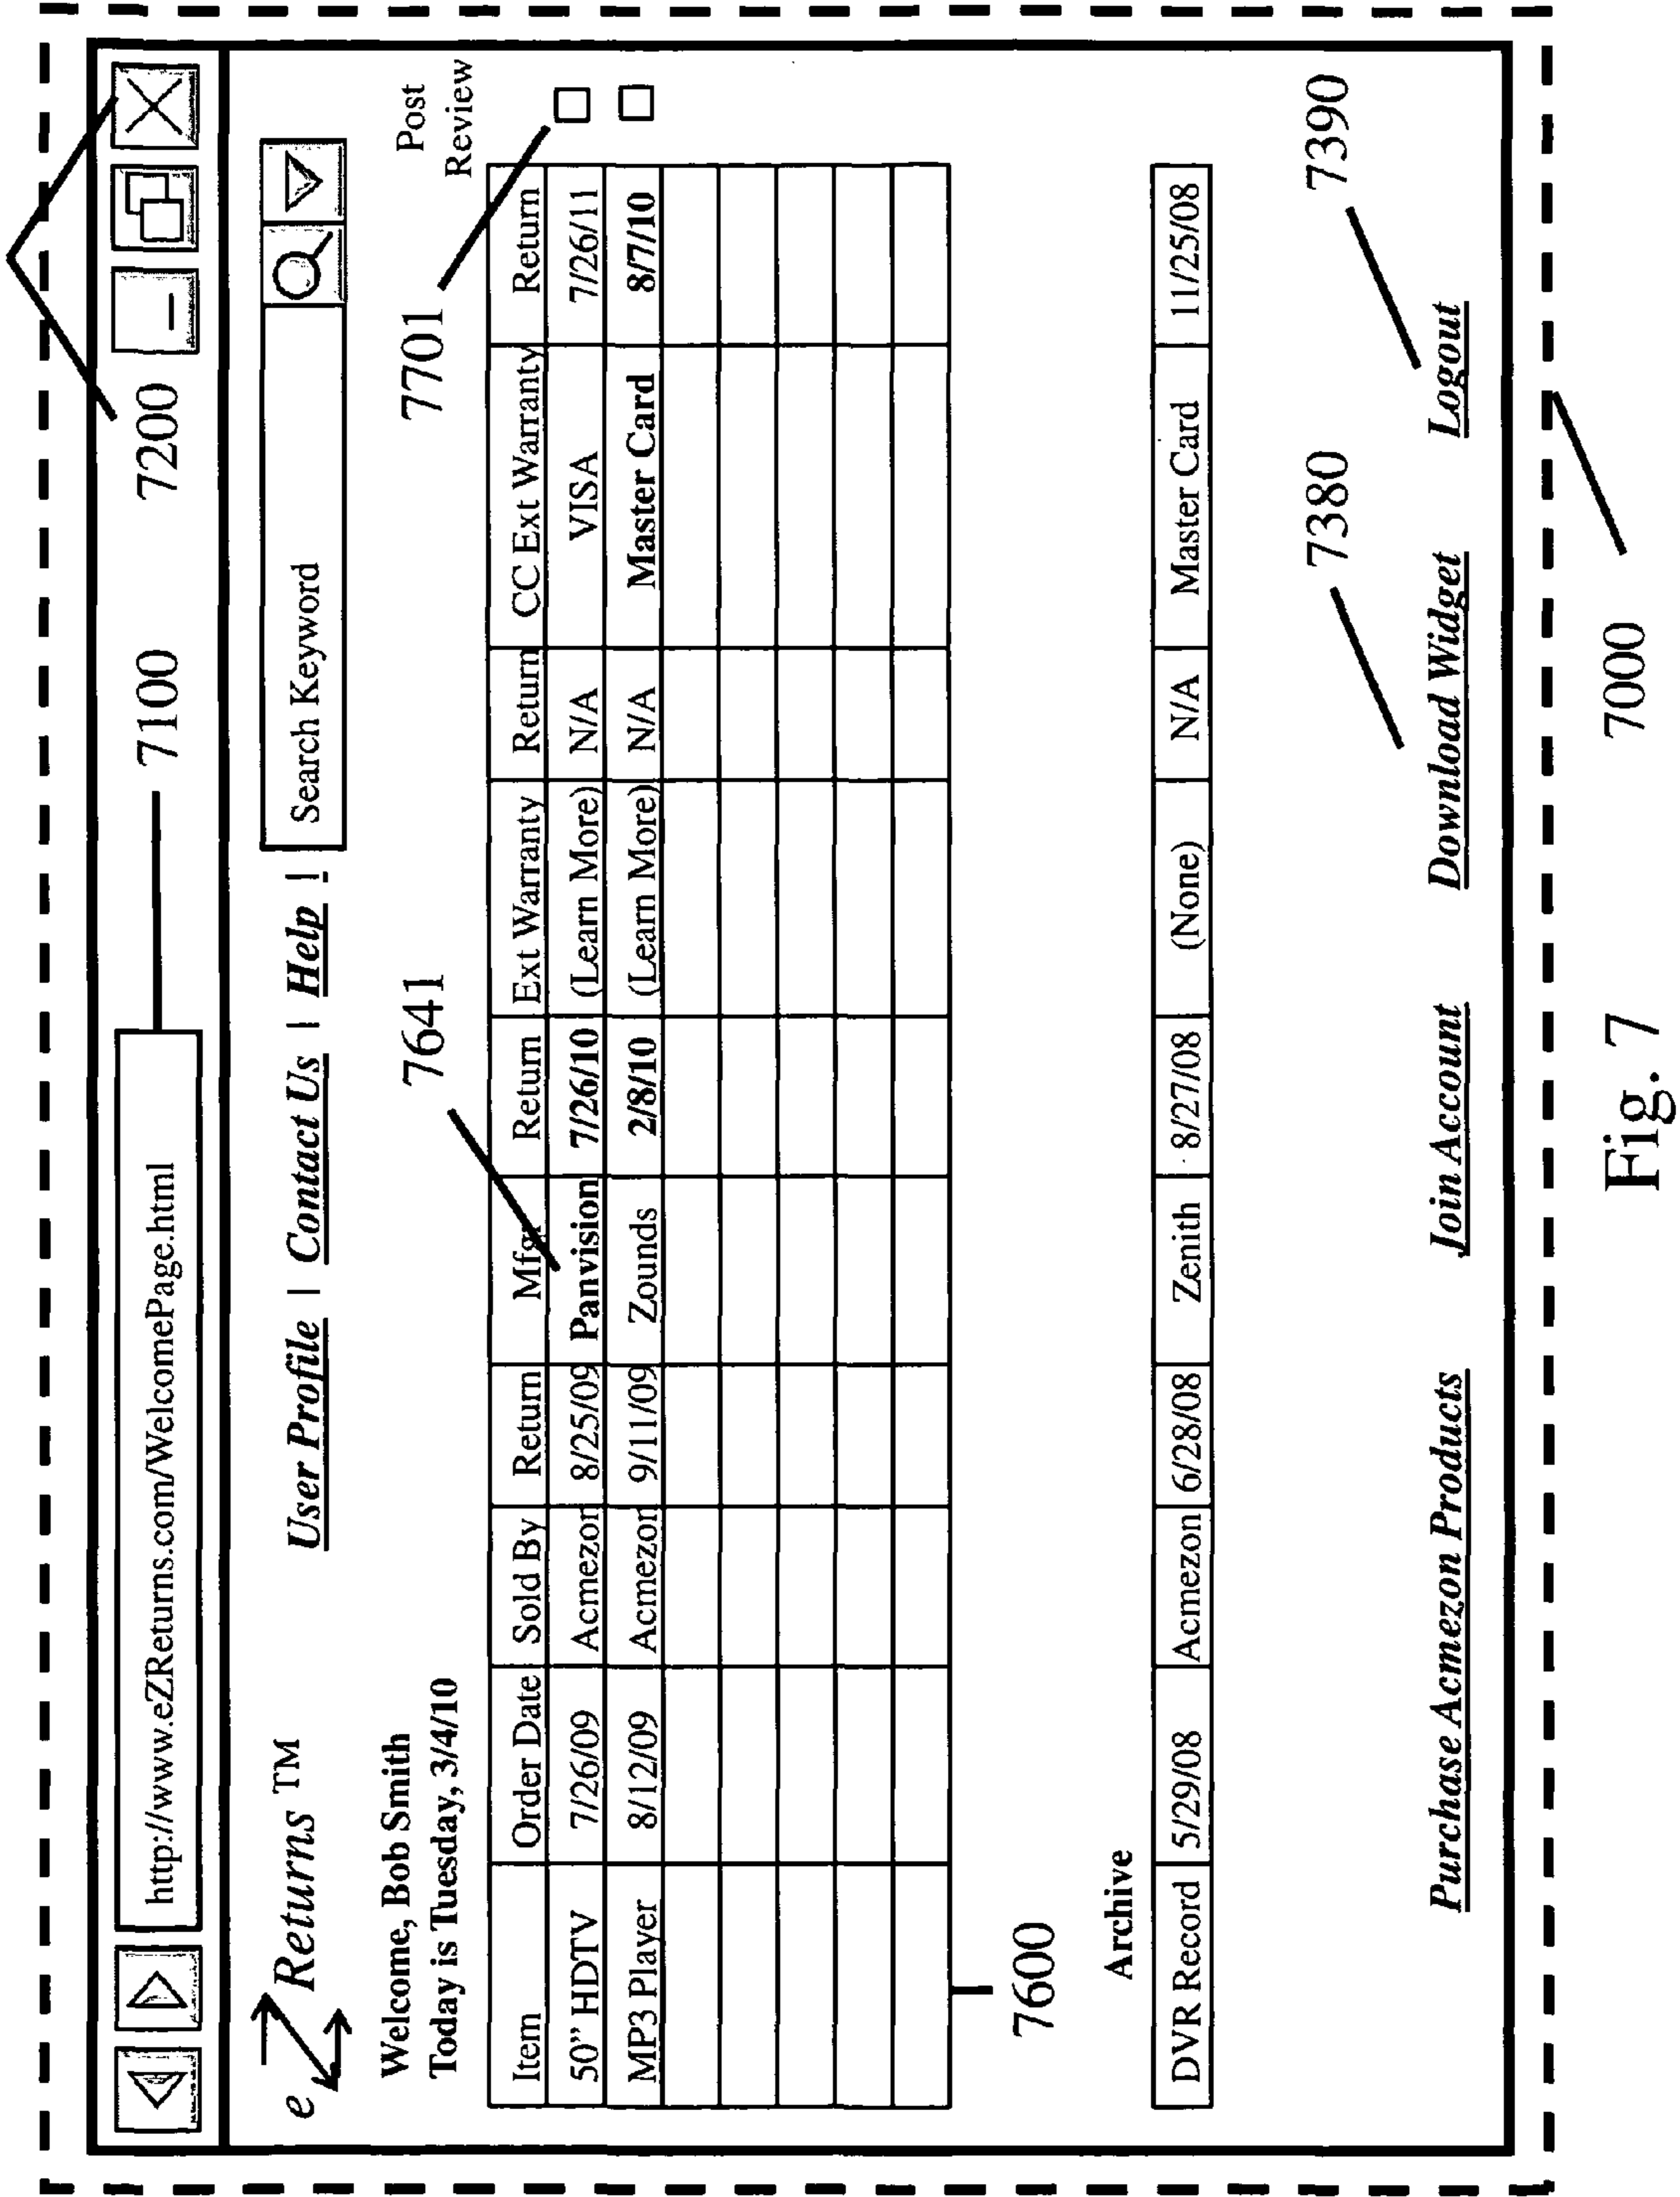 http://www.eZReturns.com/WelcomePage.html
7100
7200
e Z Returns™
User Profile | Contact Us | Help |
Search Keyword
Welcome, Bob Smith
Today is Tuesday, 3/4/10
7641
7701
Post
Review
Item Order Date Sold By Return Mfgr Return Ext Warranty Return CC Ext Warranty Return
50” HDTV 7/26/09 Acmezon 8/25/09 Panvision 7/26/10 (Learn More) N/A VISA 7/26/11
MP3 Player 8/12/09 Acmezon 9/11/09 Zounds 2/8/10 (Learn More) N/A Master Card 8/7/10
7600
Archive
DVR Record 5/29/08 Acmezon 6/28/08 Zenith 8/27/08 (None) N/A Master Card 11/25/08
7380
7390
Purchase Acmezon Products Join Account Download Widget Logout
7000
Fig. 7